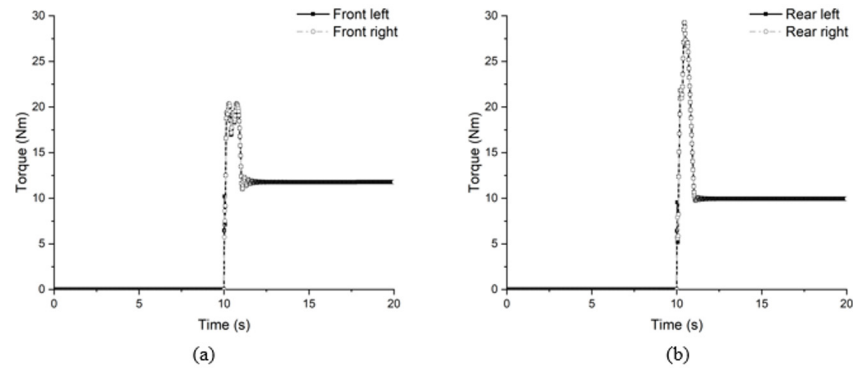 Front left
Front right
30
25
20
15
10
5
0
Torque (Nm)
0 5 10 15 20
Time (s)
(a)
Rear left
Rear right
30
25
20
15
10
5
0
Torque (Nm)
0 5 10 15 20
Time (s)
(b)